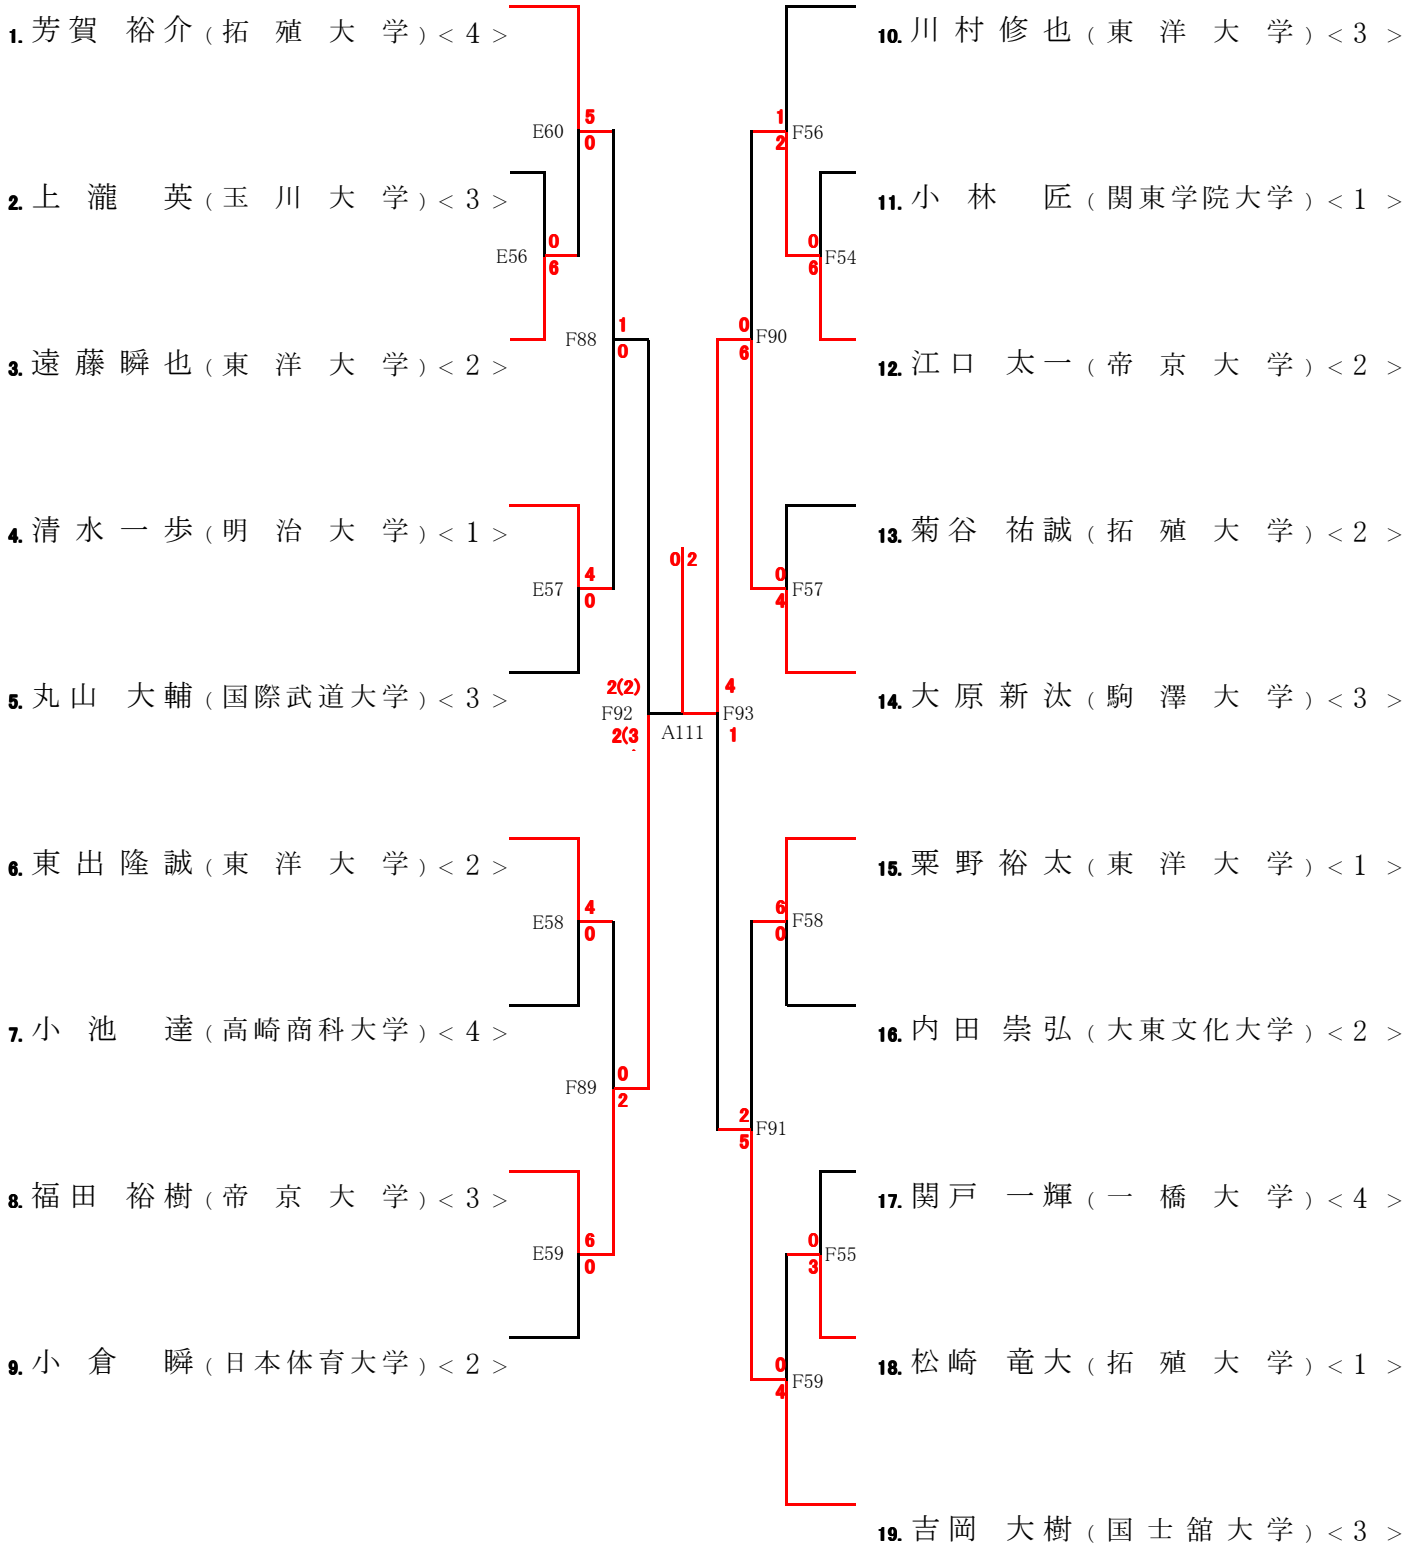 1. 芳賀 裕介 ( 拓殖大学 ) < 4 >
5
E60
0
2. 上瀧 英 ( 玉川大学 ) < 3 >
0
E56
6
3. 遠藤瞬也 ( 東洋大学 ) < 2 >
1
F88
0
4. 清水一歩 ( 明治大学 ) < 1 >
4
E57
0
5. 丸山 大輔 ( 国際武道大学 ) < 3 >
2(2)
F92
2(3
6. 東出隆誠 ( 東洋大学 ) < 2 >
4
E58
0
7. 小池 達 ( 高崎商科大学 ) < 4 >
0
F89
2
8. 福田 裕樹 ( 帝京大学 ) < 3 >
6
E59
0
9. 小倉 瞬 ( 日本体育大学 ) < 2 >
0 2
A111
10. 川村修也 ( 東洋大学 ) < 3 >
1
F56
2
11. 小林 匠 ( 関東学院大学 ) < 1 >
0
F54
6
12. 江口 太一 ( 帝京大学 ) < 2 >
0
F90
6
13. 菊谷 祐誠 ( 拓殖大学 ) < 2 >
0
F57
4
14. 大原新汰 ( 駒澤大学 ) < 3 >
4
F93
1
15. 粟野裕太 ( 東洋大学 ) < 1 >
6
F58
0
16. 内田 崇弘 ( 大東文化大学 ) < 2 >
2
F91
5
17. 関戸 一輝 ( 一橋大学 ) < 4 >
0
F55
3
18. 松崎 竜大 ( 拓殖大学 ) < 1 >
0
F59
4
19. 吉岡 大樹 ( 国士舘大学 ) < 3 >